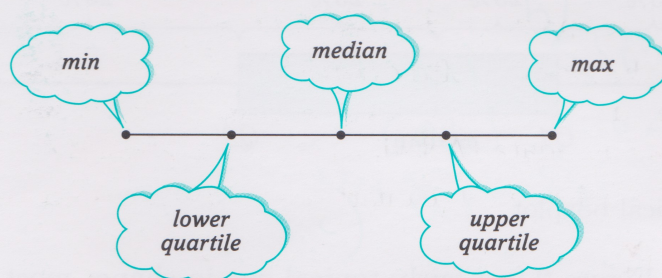 min
median
max
lower
quartile
upper
quartile